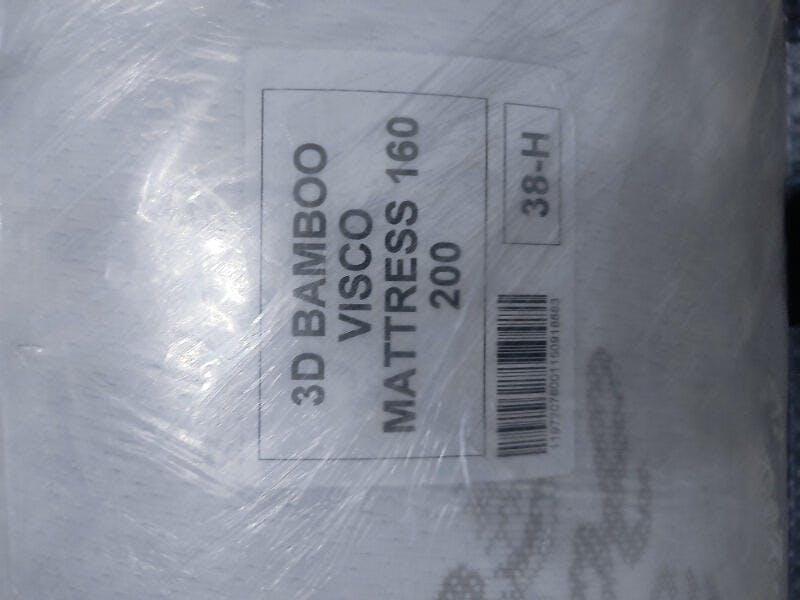 3D BAMBOO
VISCO
MATTRESS 160
200
38-H